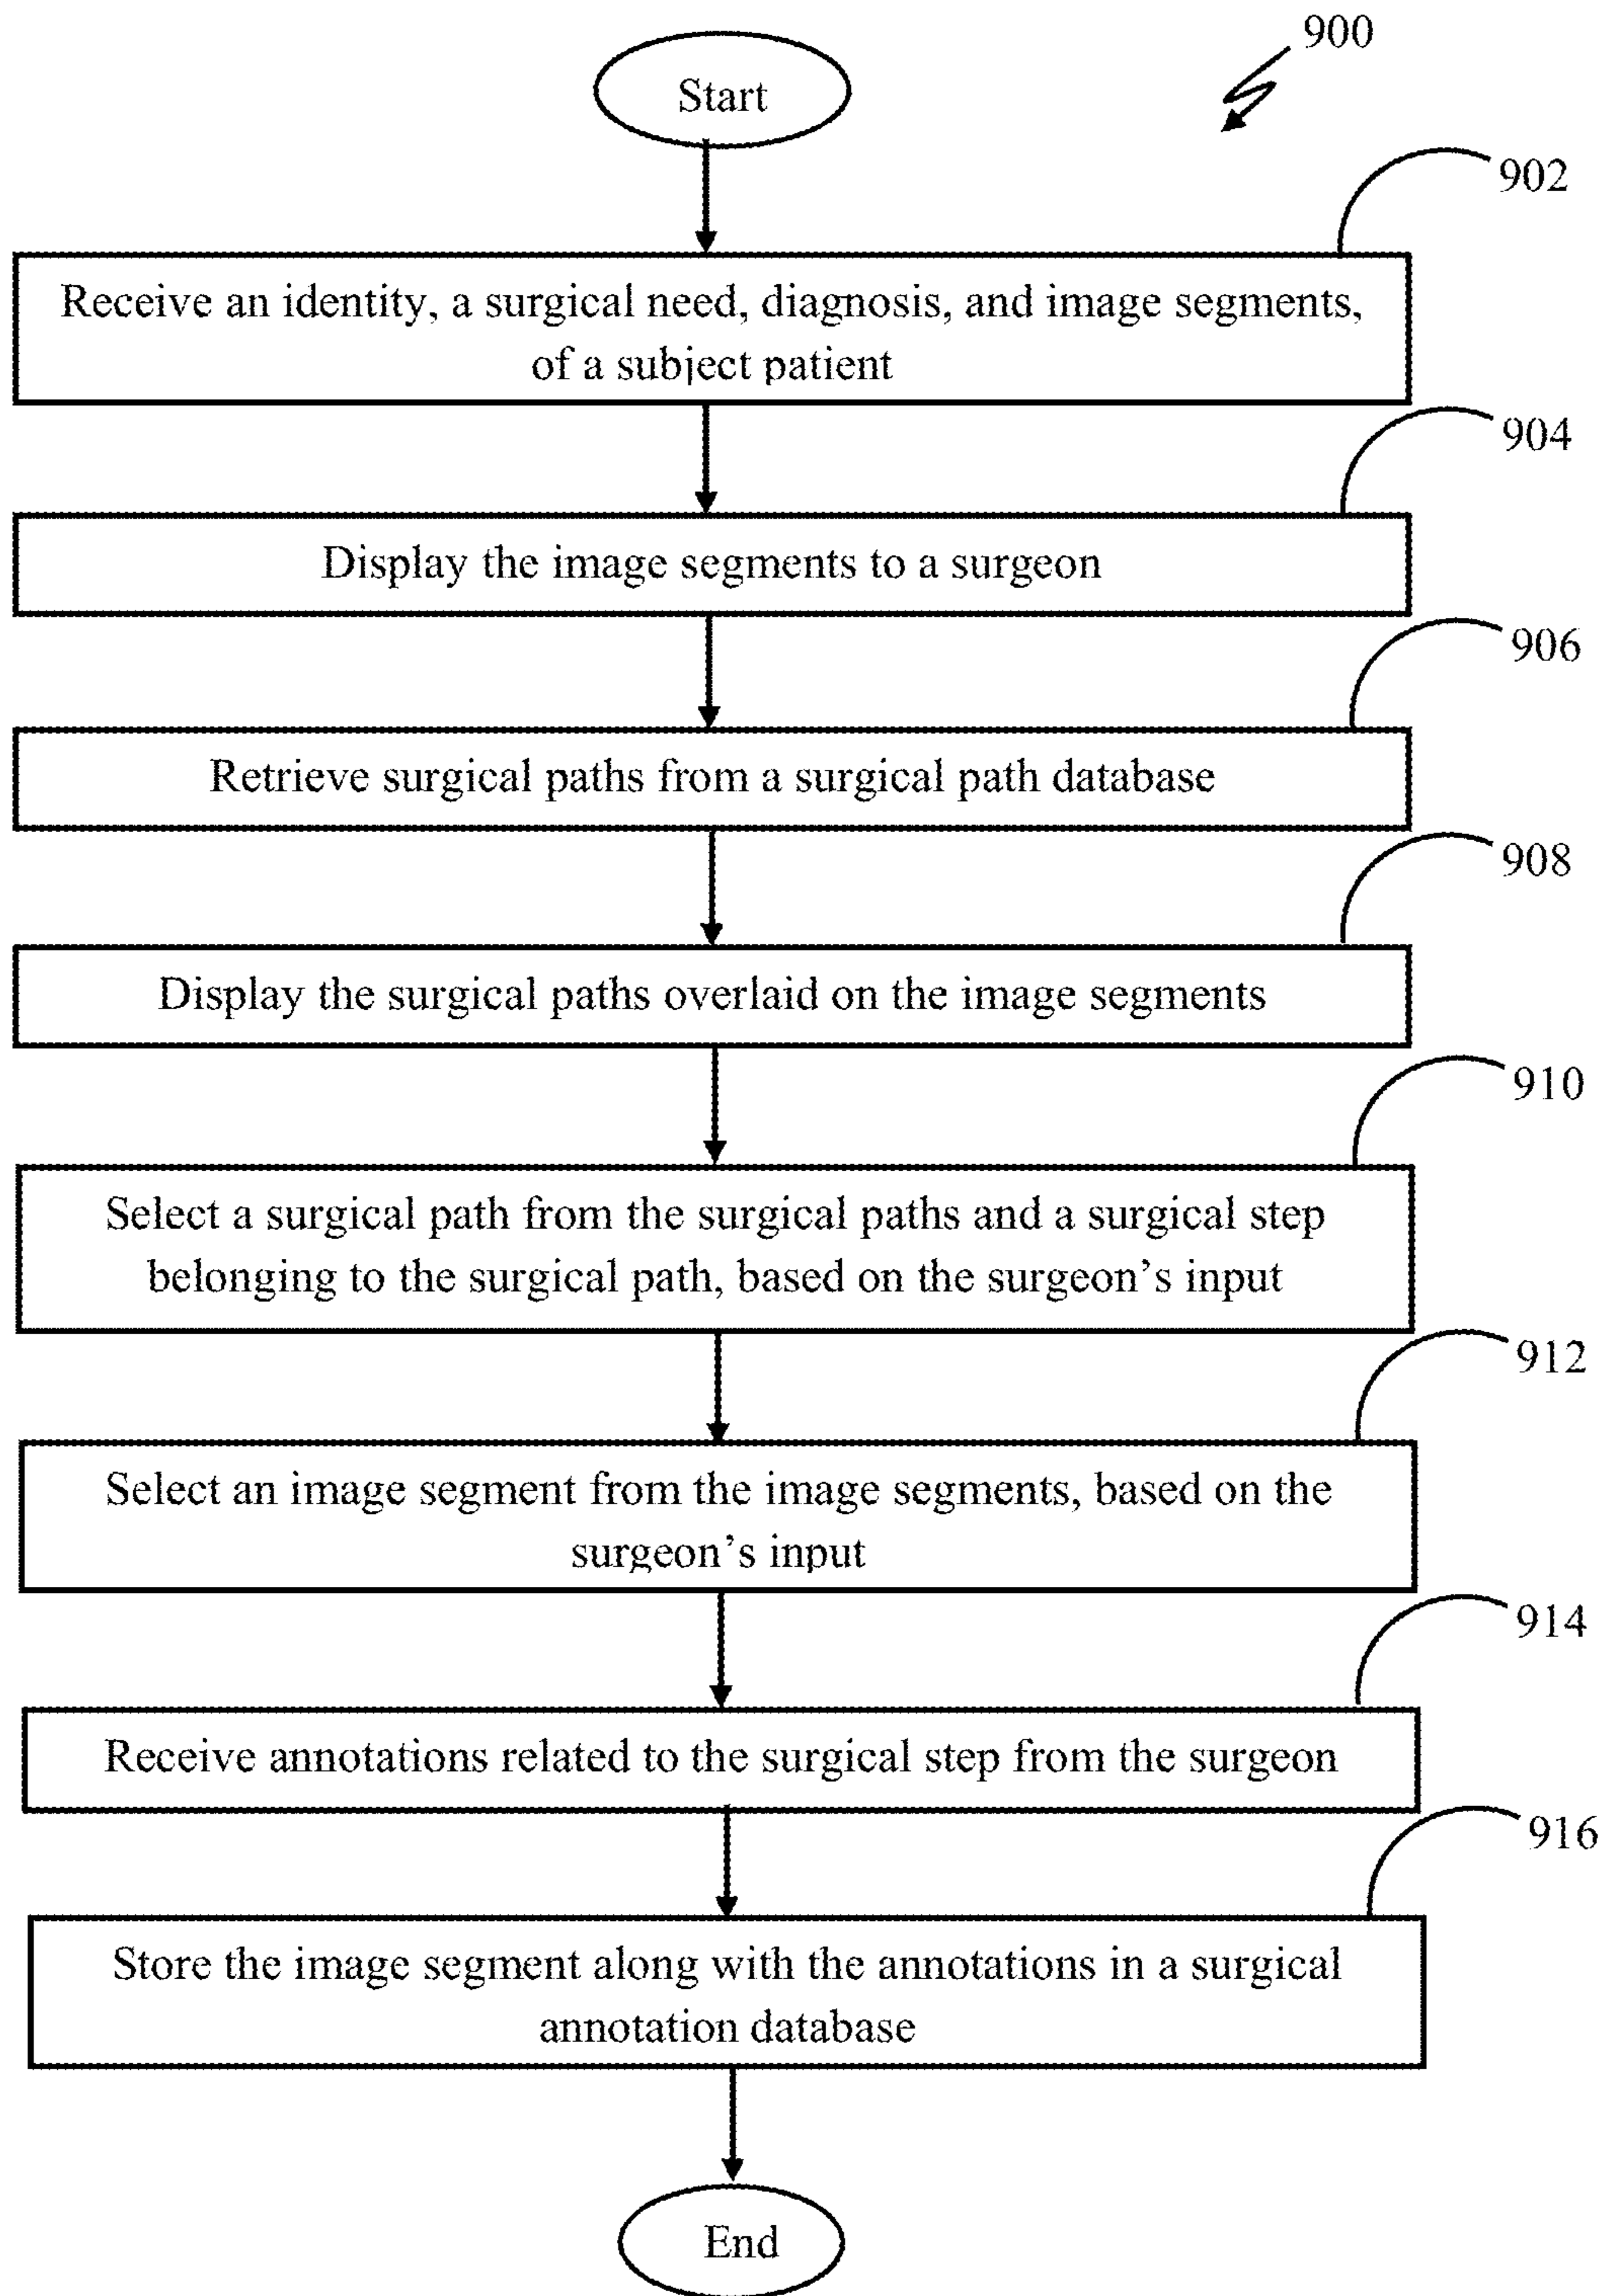 900
Start
902
Receive an identity, a surgical need, diagnosis, and image segments,
of a subject patient
904
Display the image segments to a surgeon
906
Retrieve surgical paths from a surgical path database
908
Display the surgical paths overlaid on the image segments
910
Select a surgical path from the surgical paths and a surgical step
belonging to the surgical path, based on the surgeon's input
912
Select an image segment from the image segments, based on the
surgeon's input
914
Receive annotations related to the surgical step from the surgeon
916
Store the image segment along with the annotations in a surgical
annotation database
End